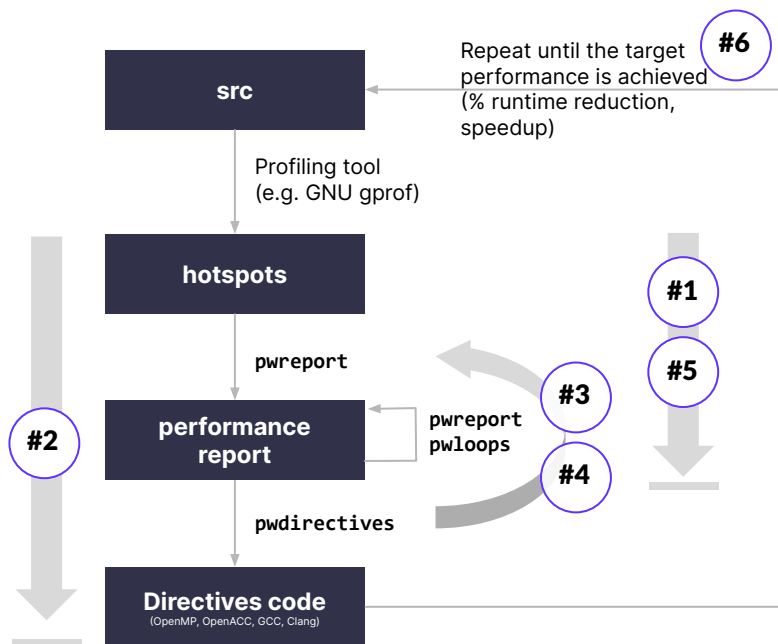 #6
Repeat until the target
performance is achieved
(% runtime reduction,
speedup)
src
Profiling tool
(e.g. GNU gprof)
hotspots
#1
pwreport
#5
#3
performance
report
pwreport
pwloops
#2
#4
pwdirectives
Directives code
(OpenMP, OpenACC, GCC, Clang)